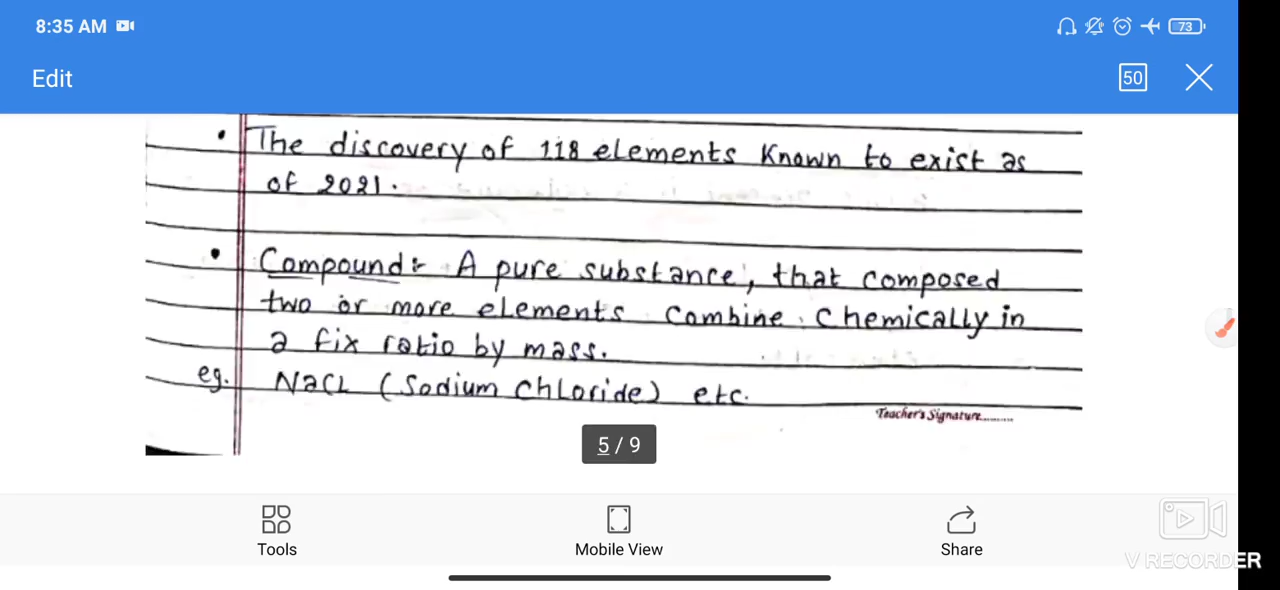 8:35 AM
73
Edit
50
The discovery of 118 elements known to exist as
of 2021.
Compound:- A pure substance, that composed
two or more elements combine chemically in
a fix ratio by mass.
eg. NaCL (Sodium Chloride) etc.
Teacher's Signature..........
5 / 9
Tools
Mobile View
Share
V RECORDER